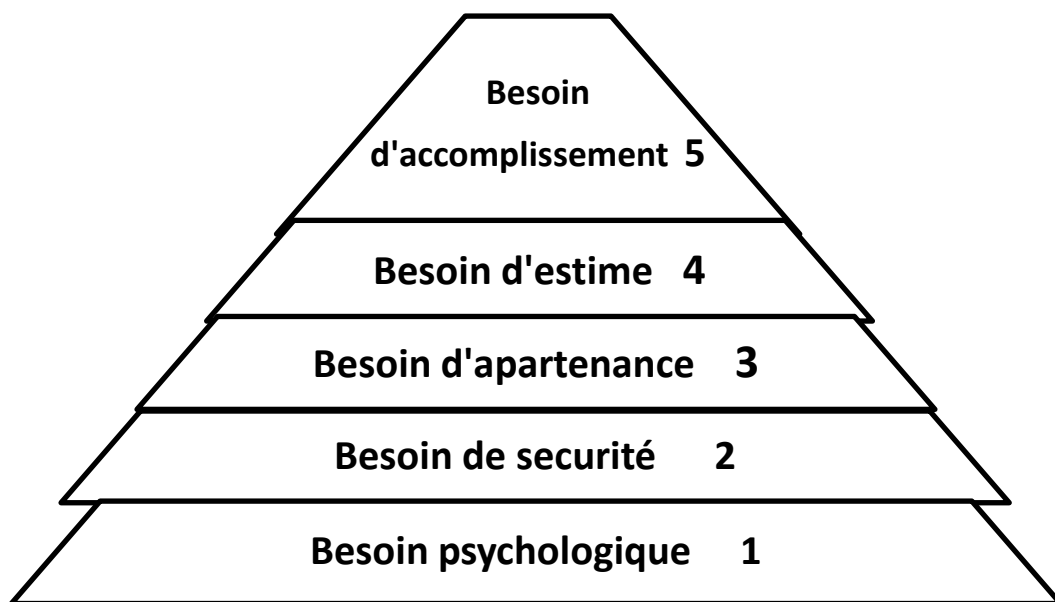 Besoin
d'accomplissement 5
Besoin d'estime 4
Besoin d'apartenance 3
Besoin de securité 2
Besoin psychologique 1